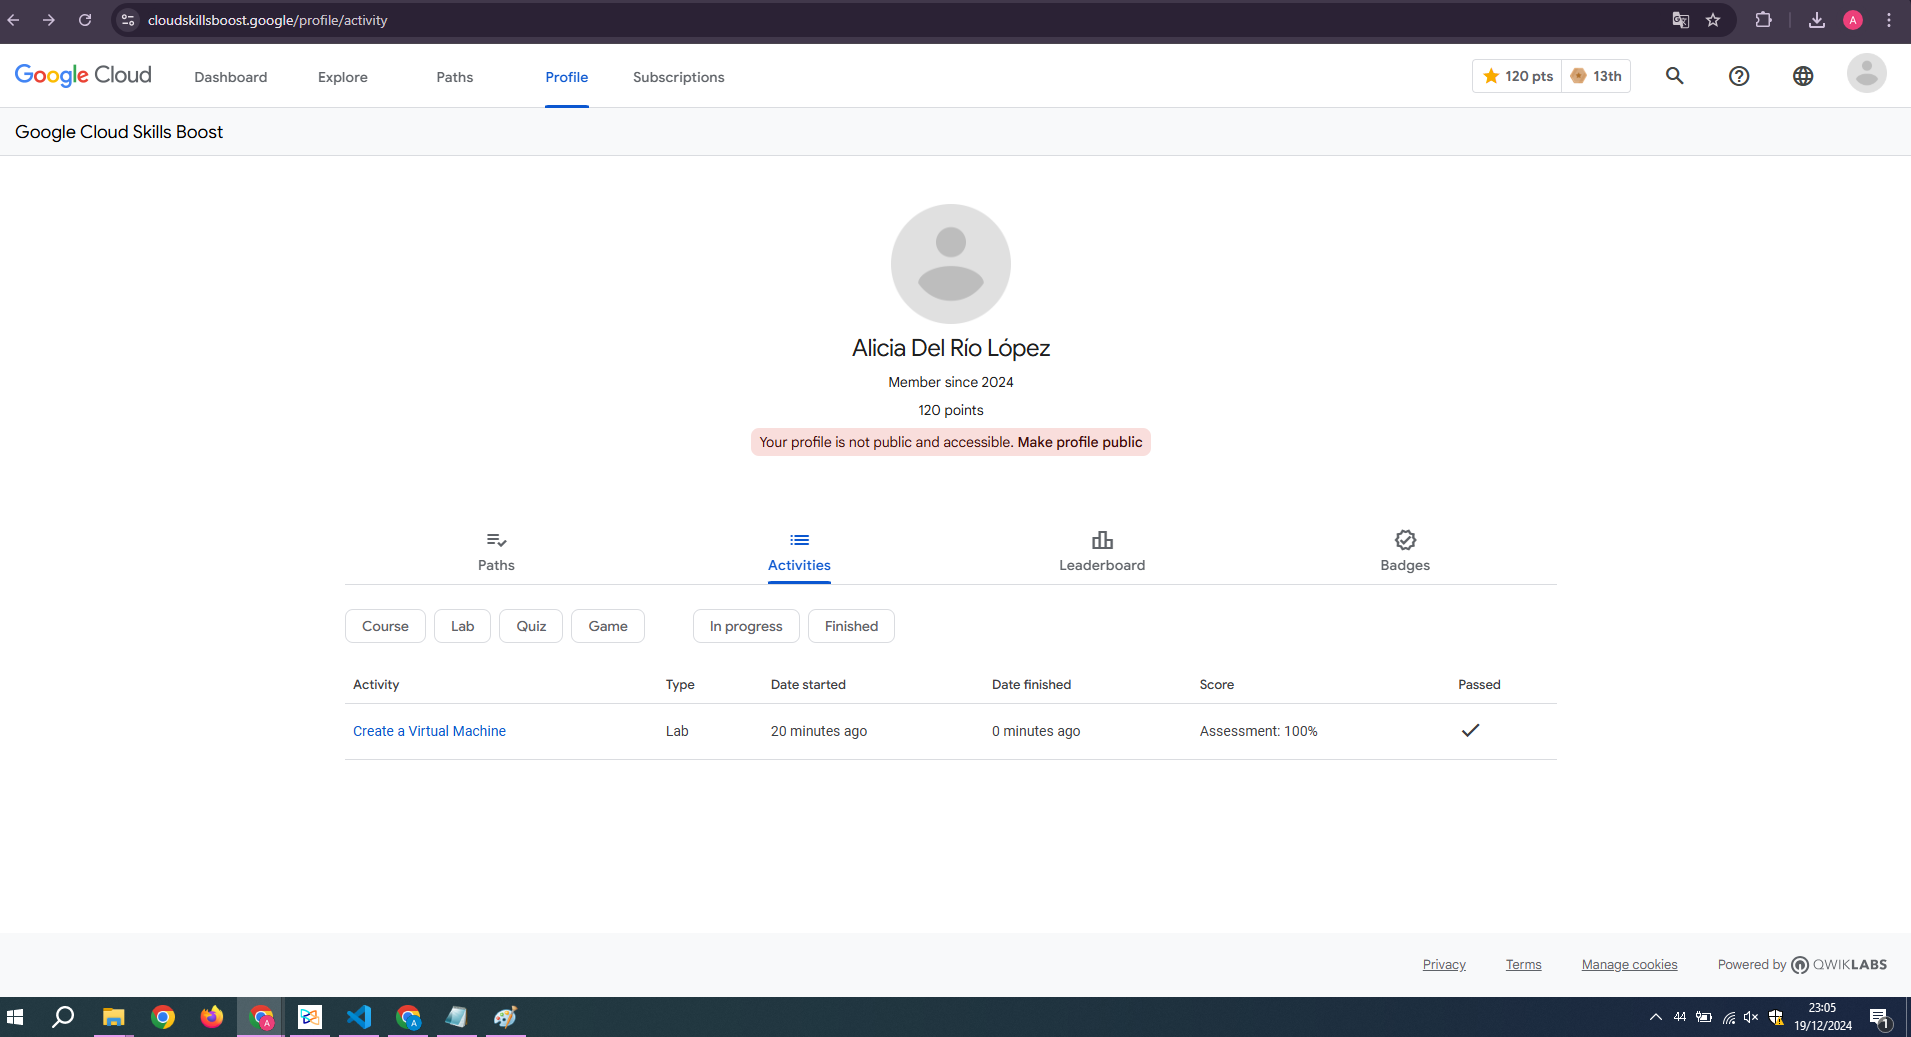 cloudskillsboost.google/profile/activity
A
Google Cloud Dashboard Explore Paths Profile Subscriptions 120 pts 13th
Google Cloud Skills Boost
Alicia Del Río López
Member since 2024
120 points
Your profile is not public and accessible. Make profile public
Paths Activities Leaderboard Badges
Course Lab Quiz Game In progress Finished
Activity Type Date started Date finished Score Passed
Create a Virtual Machine Lab 20 minutes ago 0 minutes ago Assessment: 100%
Privacy Terms Manage cookies Powered by QWIKLABS
A A 44 23:05
19/12/2024 1